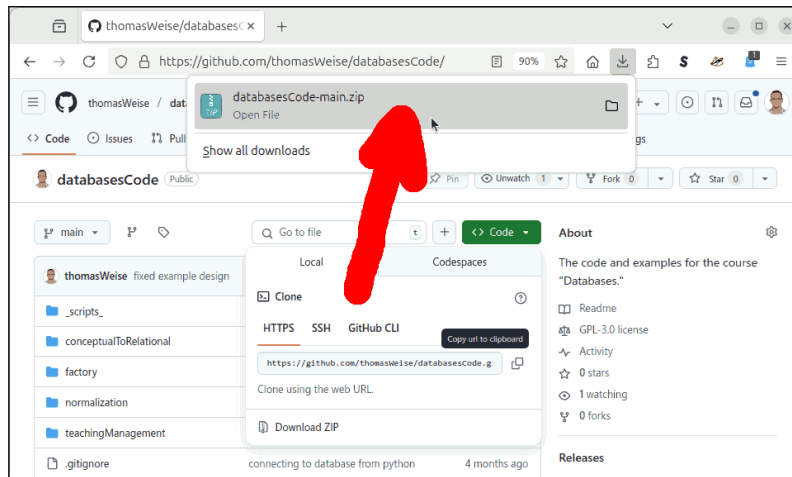 thomasWeise/databasesC
https://github.com/thomasWeise/databasesCode/
90%
S
1
thomasWeise / dat
databasesCode-main.zip
Open File
ZIP
Show all downloads
Code
Issues
Pull
gs
databasesCode Public
Pin
Unwatch 1
Fork 0
Star 0
main
Go to file
t
Code
thomasWeise fixed example design
_scripts_
conceptualToRelational
factory
normalization
teachingManagement
.gitignore connecting to database from python 4 months ago
Local
Codespaces
Clone
HTTPS
SSH
GitHub CLI
Copy url to clipboard
https://github.com/thomasWeise/databasesCode.g
Clone using the web URL.
Download ZIP
About
The code and examples for the course
"Databases."
Readme
GPL-3.0 license
Activity
0 stars
1 watching
0 forks
Releases